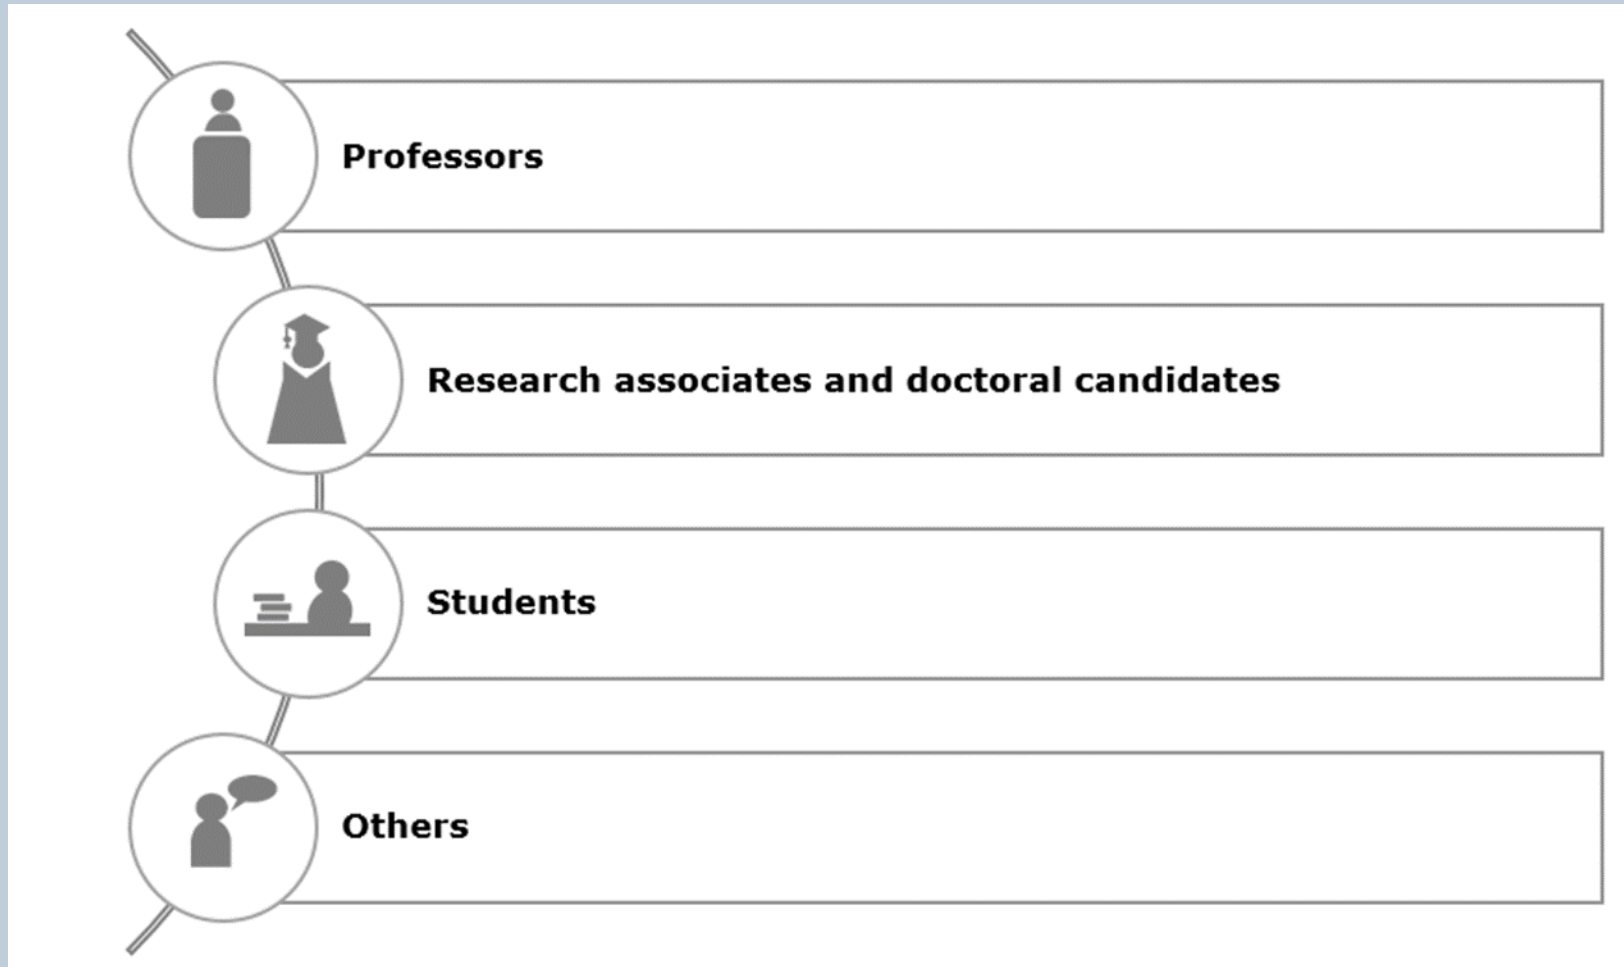 Professors
Research associates and doctoral candidates
Students
Others